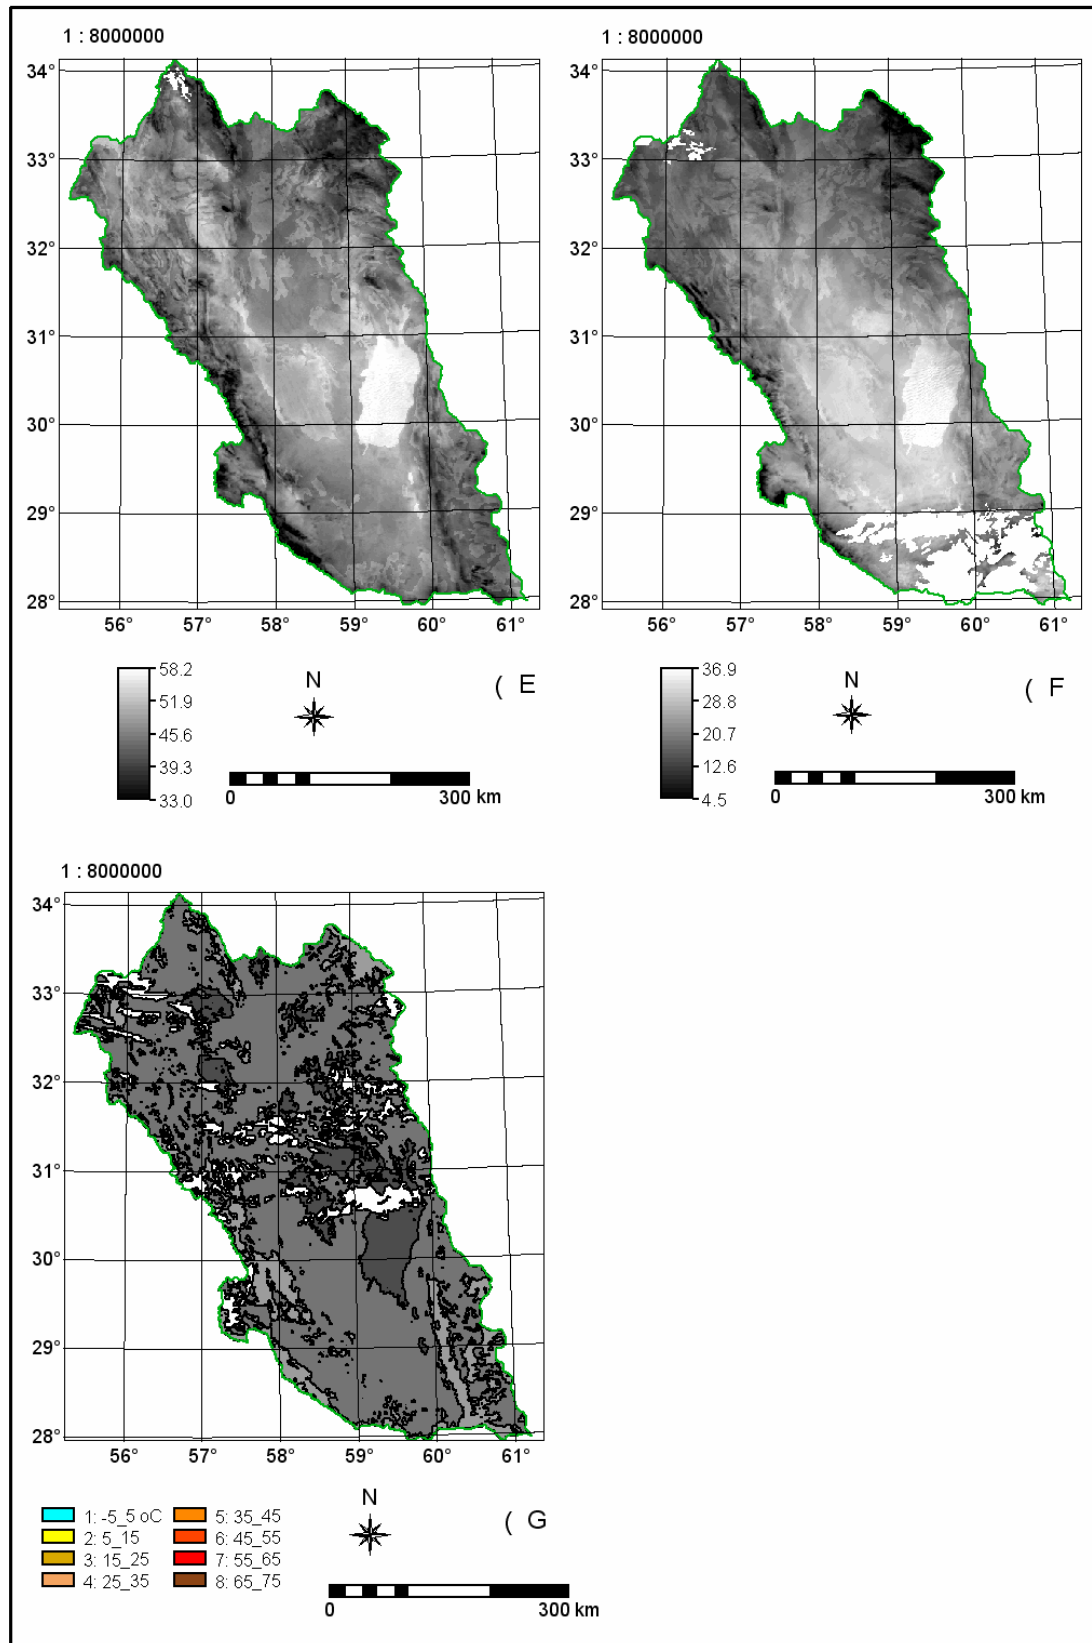 1 : 8000000
34°
33°
32°
31°
30°
29°
28°
56° 57° 58° 59° 60° 61°
58.2
51.9
45.6
39.3
33.0
N
( E
0 300 km
1 : 8000000
34°
33°
32°
31°
30°
29°
28°
56° 57° 58° 59° 60° 61°
36.9
28.8
20.7
12.6
4.5
N
( F
0 300 km
1 : 8000000
34°
33°
32°
31°
30°
29°
28°
56° 57° 58° 59° 60° 61°
1: -5_5 oC
2: 5_15
3: 15_25
4: 25_35
5: 35_45
6: 45_55
7: 55_65
8: 65_75
N
( G
0 300 km